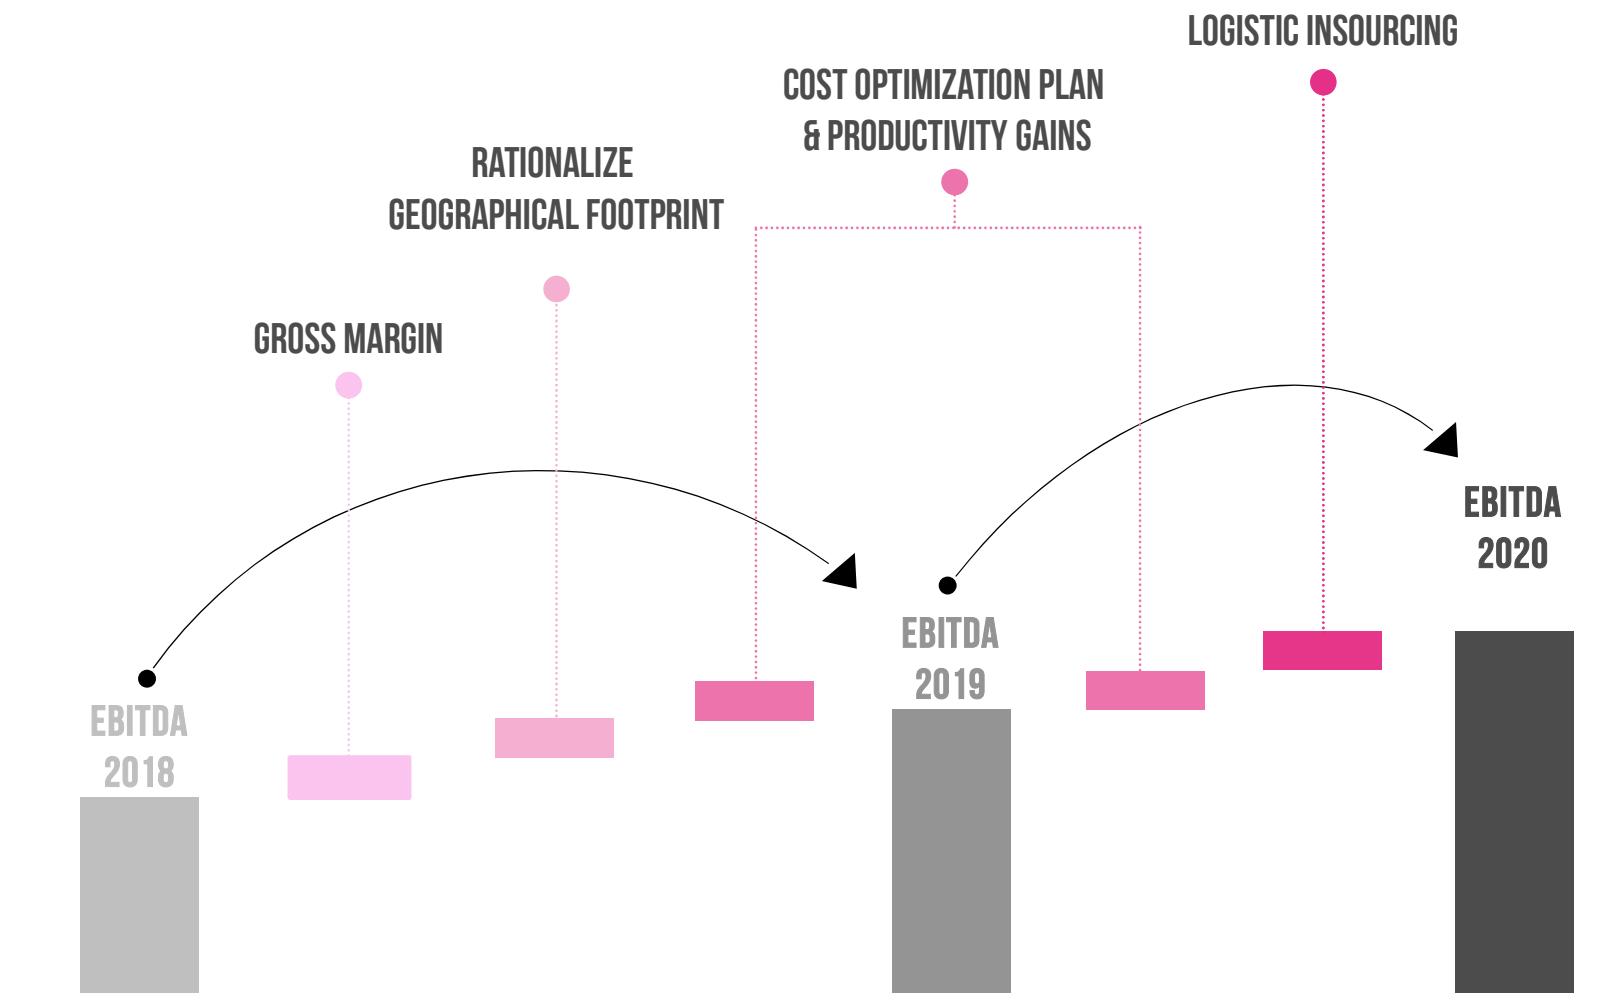 LOGISTIC INSOURCING
COST OPTIMIZATION PLAN
& PRODUCTIVITY GAINS
RATIONALIZE
GEOGRAPHICAL FOOTPRINT
GROSS MARGIN
EBITDA
2018
EBITDA
2019
EBITDA
2020